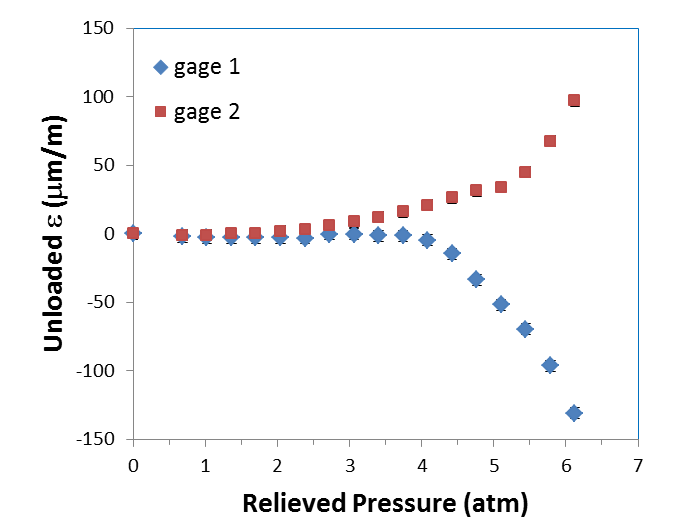 150
100
50
0
-50
-100
-150
gage 1
gage 2
Unloaded ε (μm/m)
0 1 2 3 4 5 6 7
Relieved Pressure (atm)